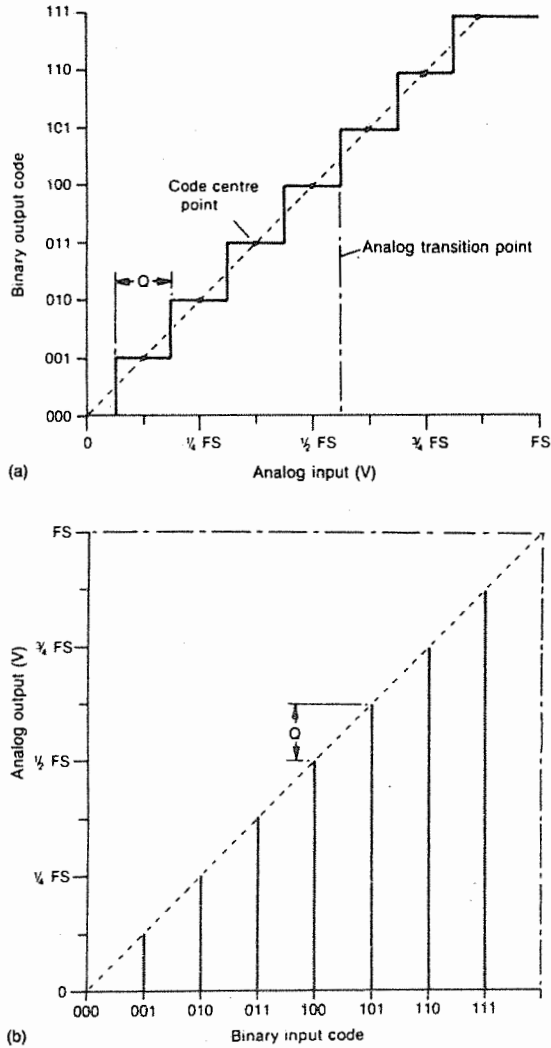 111
110
101
100
011
010
001
000
Binary output code
Code centre
point
Analog transition point
Q
0
¼ FS
½ FS
¾ FS
FS
(a)
Analog input (V)
FS
¾ FS
½ FS
¼ FS
0
Analog output (V)
Q
000 001 010 011 100 101 110 111
(b)
Binary input code